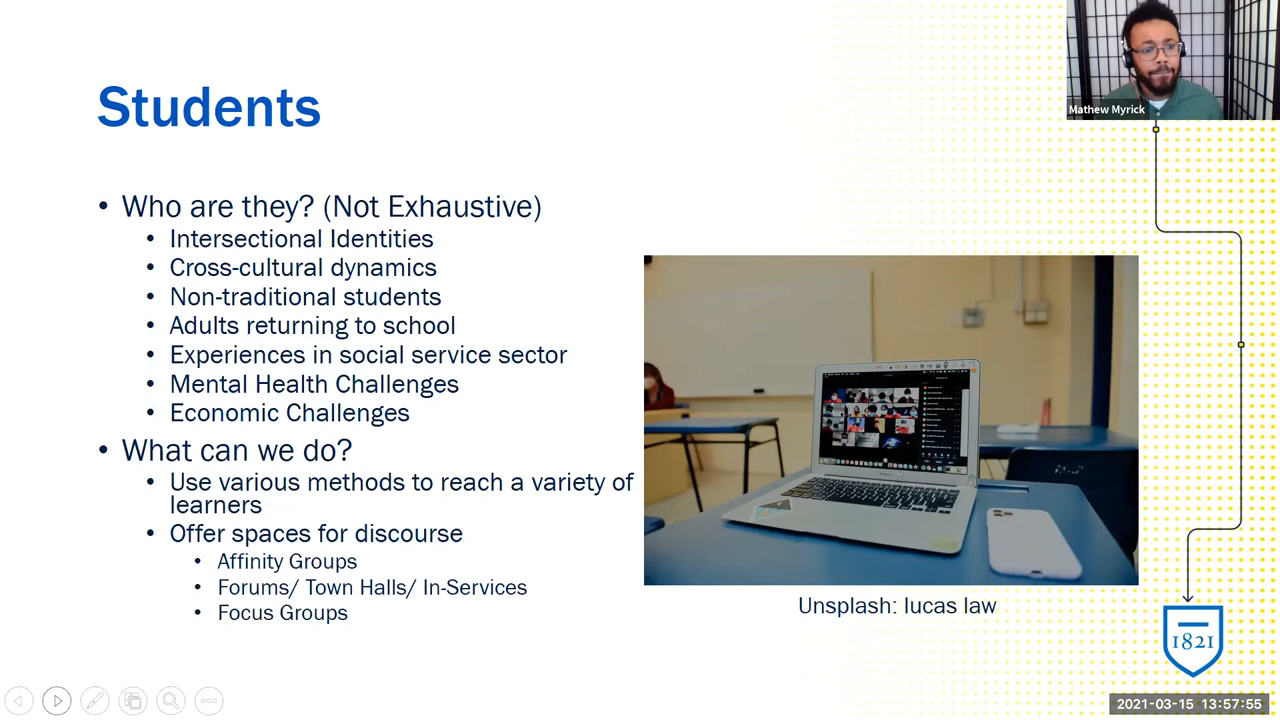 Mathew Myrick
Students
• Who are they? (Not Exhaustive)
• Intersectional Identities
• Cross-cultural dynamics
• Non-traditional students
• Adults returning to school
• Experiences in social service sector
• Mental Health Challenges
• Economic Challenges
• What can we do?
• Use various methods to reach a variety of
learners
• Offer spaces for discourse
• Affinity Groups
• Forums/ Town Halls/ In-Services
• Focus Groups
Unsplash: lucas law
1821
2021-03-15 13:57:55